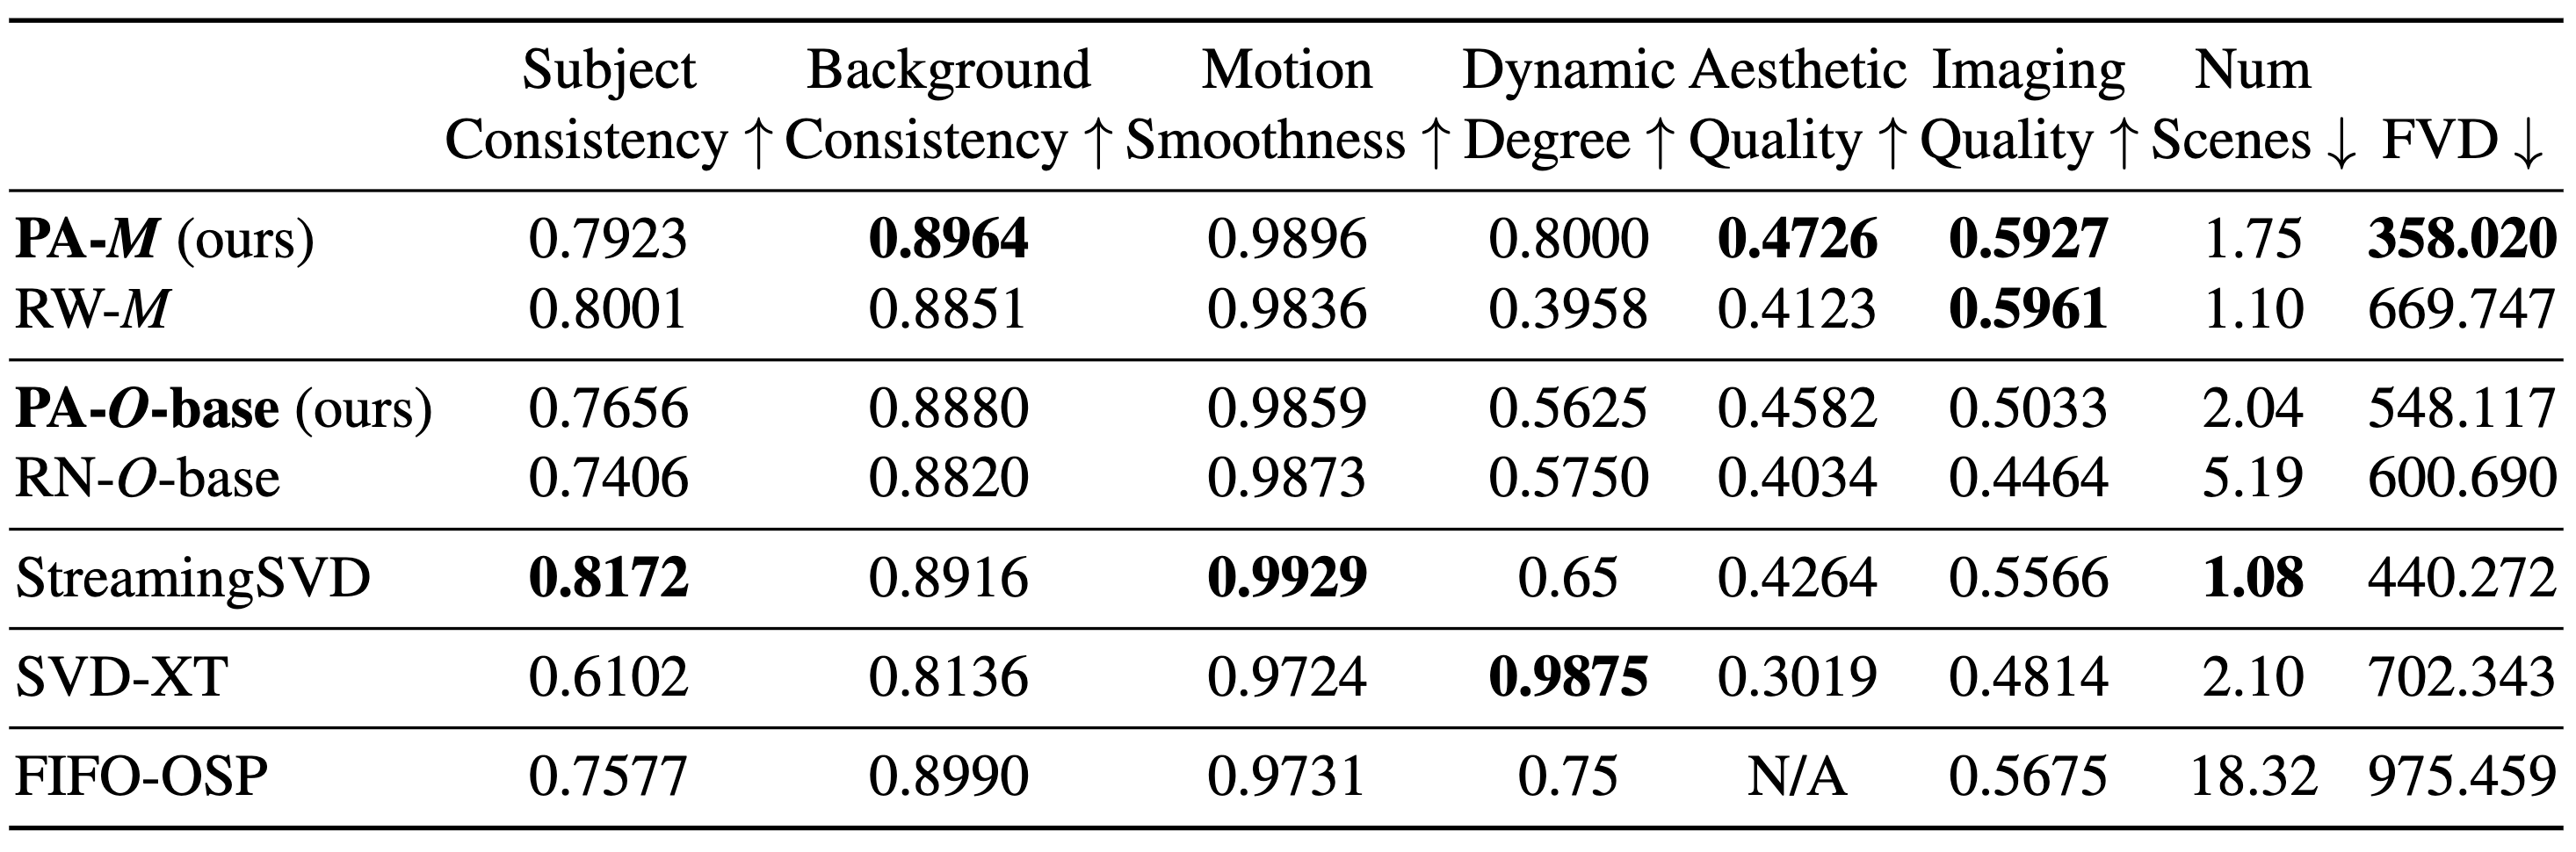 Subject Background Motion Dynamic Aesthetic Imaging Num
Consistency ↑ Consistency ↑ Smoothness ↑ Degree ↑ Quality ↑ Quality ↑ Scenes ↓ FVD ↓
PA-M (ours) 0.7923 0.8964 0.9896 0.8000 0.4726 0.5927 1.75 358.020
RW-M 0.8001 0.8851 0.9836 0.3958 0.4123 0.5961 1.10 669.747
PA-O-base (ours) 0.7656 0.8880 0.9859 0.5625 0.4582 0.5033 2.04 548.117
RN-O-base 0.7406 0.8820 0.9873 0.5750 0.4034 0.4464 5.19 600.690
StreamingSVD 0.8172 0.8916 0.9929 0.65 0.4264 0.5566 1.08 440.272
SVD-XT 0.6102 0.8136 0.9724 0.9875 0.3019 0.4814 2.10 702.343
FIFO-OSP 0.7577 0.8990 0.9731 0.75 N/A 0.5675 18.32 975.459